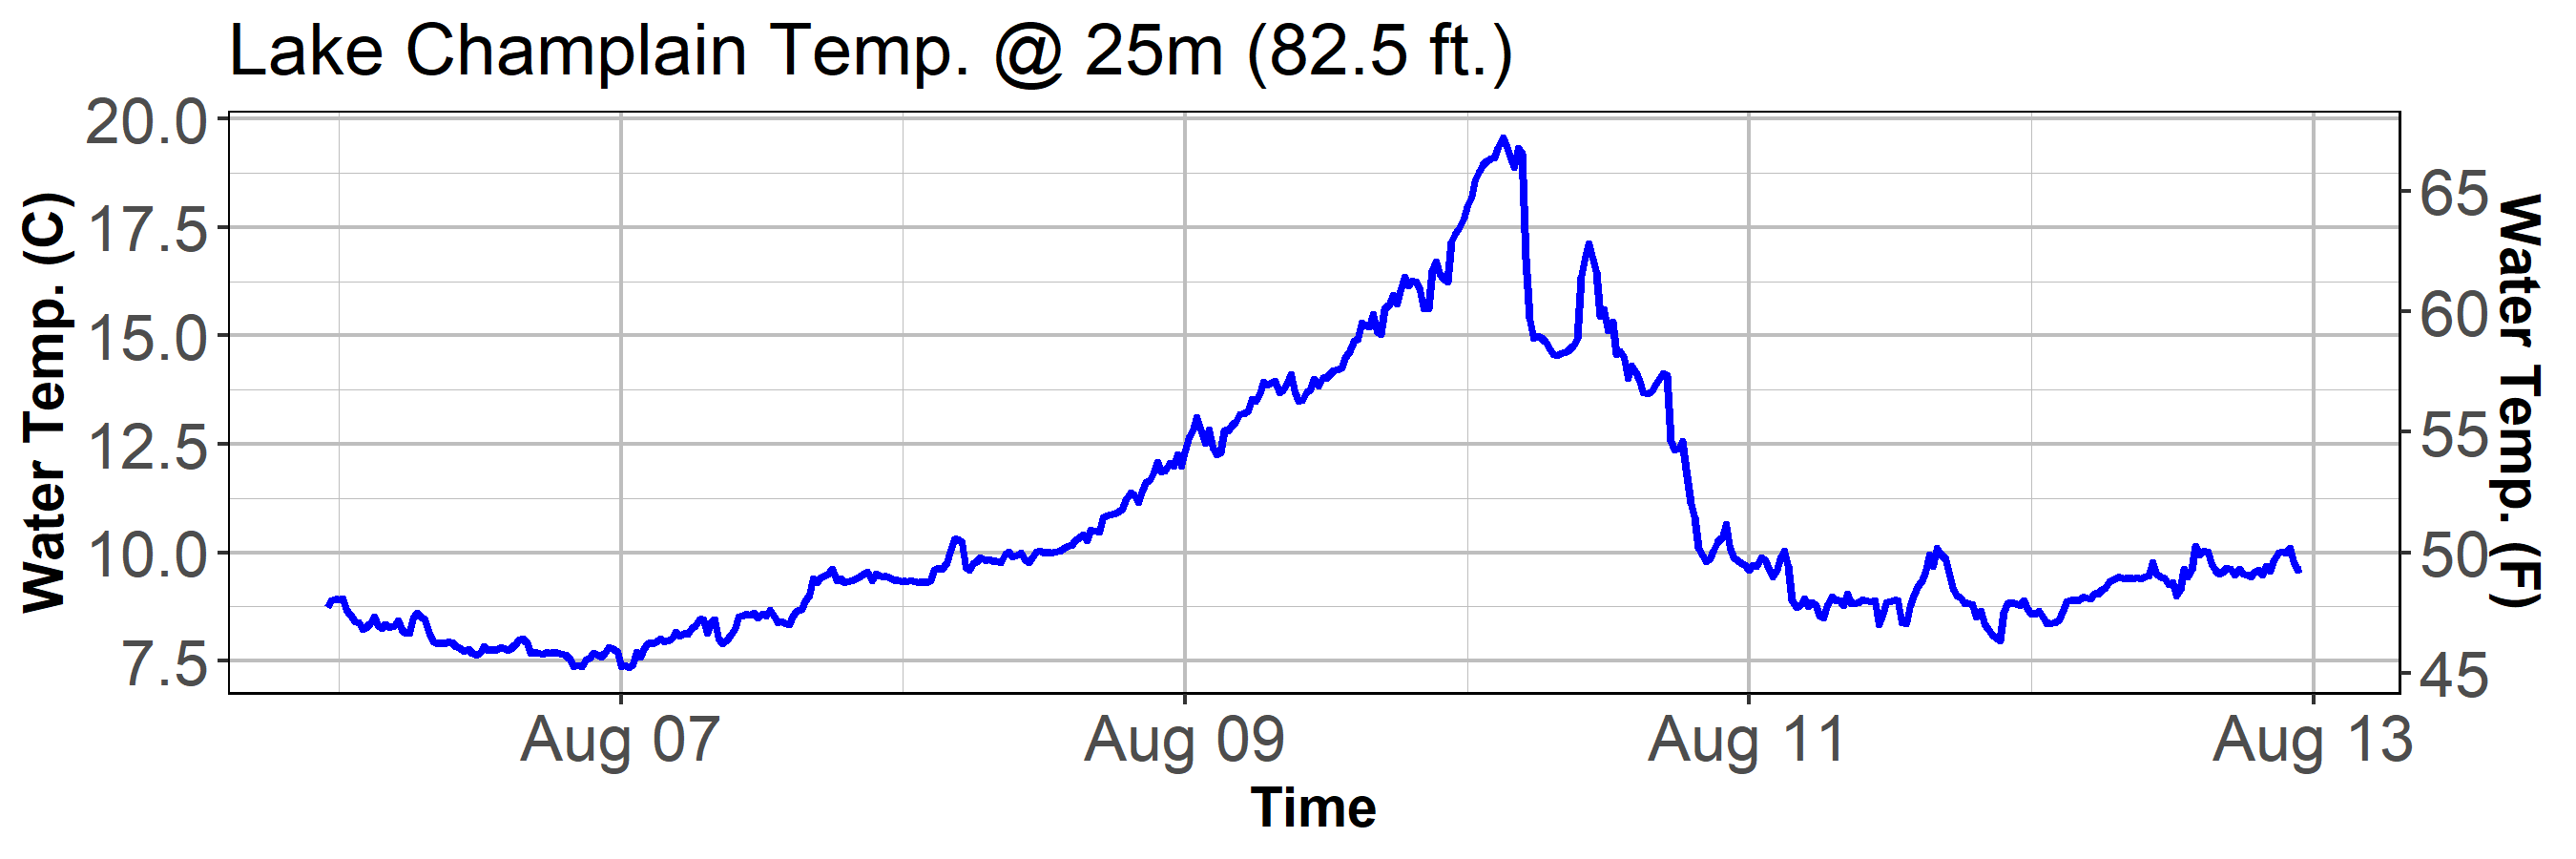 Lake Champlain Temp. @ 25m (82.5 ft.)
Water Temp. (C)
20.0
17.5
15.0
12.5
10.0
7.5
65
60
55
50
45
Water Temp. (F)
Aug 07
Aug 09
Aug 11
Aug 13
Time